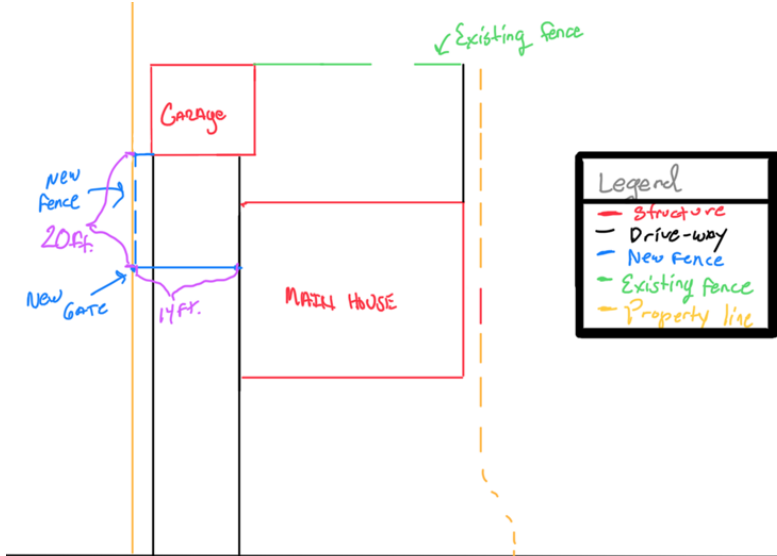 Existing fence
GARAGE
NEW
fence
20ft.
NEW
GATE
14FT.
MAIN HOUSE
Legend
Structure
Drive-way
New Fence
Existing fence
Property line